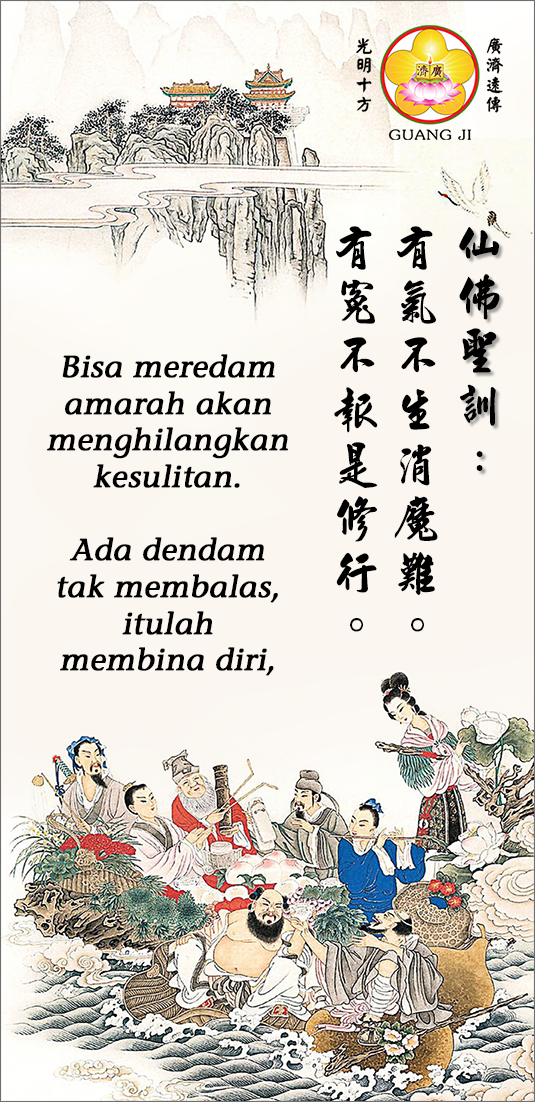 廣濟遠傳
光明十方
濟廣
GUANG JI
仙佛聖訓：
有氣不生消魔難。
有冤不報是修行。
Bisa meredam
amarah akan
menghilangkan
kesulitan.
Ada dendam
tak membalas,
itulah
membina diri,